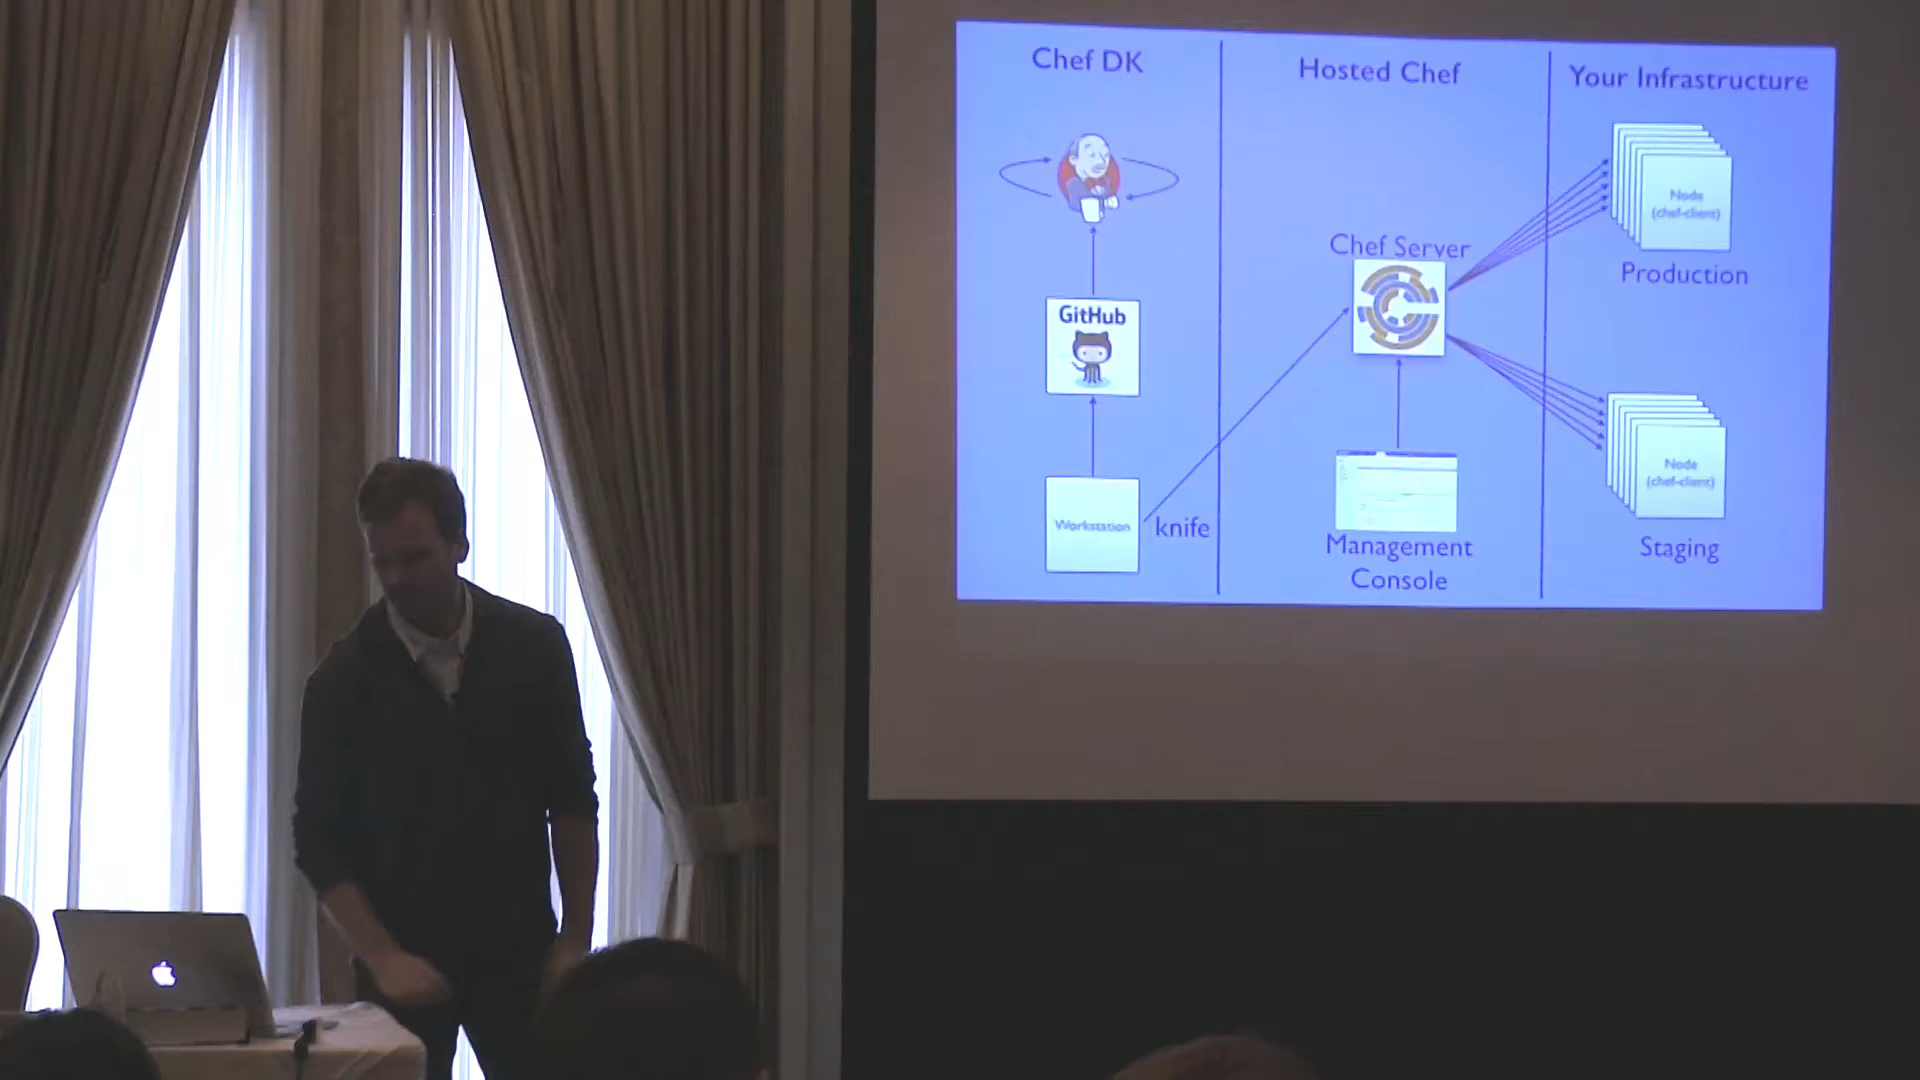 Chef DK
Hosted Chef
Your Infrastructure
Node
(chef-client)
Production
Chef Server
GitHub
Workstation
knife
Management
Console
Node
(chef-client)
Staging